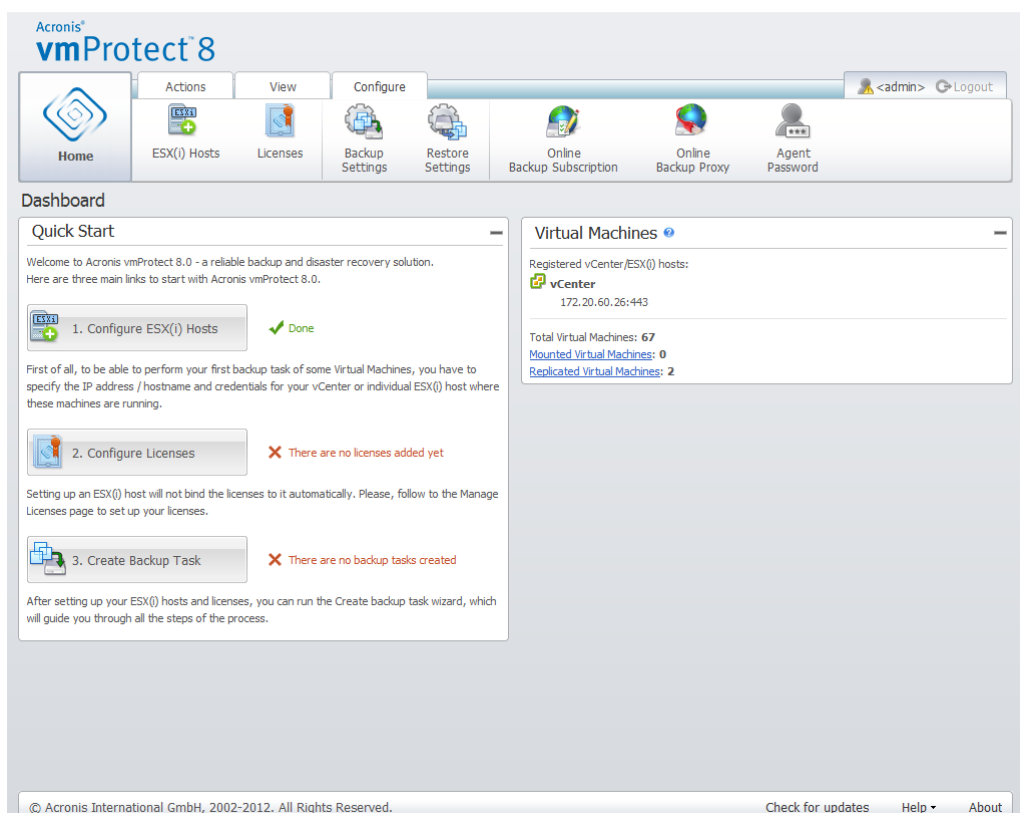 Acronis®
vmProtect™ 8
Actions
View
Configure
<admin>
Logout
Home
ESX(i) Hosts
Licenses
Backup
Settings
Restore
Settings
Online
Backup Subscription
Online
Backup Proxy
Agent
Password
Dashboard
Quick Start
Welcome to Acronis vmProtect 8.0 - a reliable backup and disaster recovery solution.
Here are three main links to start with Acronis vmProtect 8.0.
ESXi
1. Configure ESX(i) Hosts
Done
First of all, to be able to perform your first backup task of some Virtual Machines, you have to
specify the IP address / hostname and credentials for your vCenter or individual ESX(i) host where
these machines are running.
2. Configure Licenses
There are no licenses added yet
Setting up an ESX(i) host will not bind the licenses to it automatically. Please, follow to the Manage
Licenses page to set up your licenses.
3. Create Backup Task
There are no backup tasks created
After setting up your ESX(i) hosts and licenses, you can run the Create backup task wizard, which
will guide you through all the steps of the process.
Virtual Machines
Registered vCenter/ESX(i) hosts:
vCenter
172.20.60.26:443
Total Virtual Machines: 67
Mounted Virtual Machines: 0
Replicated Virtual Machines: 2
© Acronis International GmbH, 2002-2012. All Rights Reserved.
Check for updates
Help
About